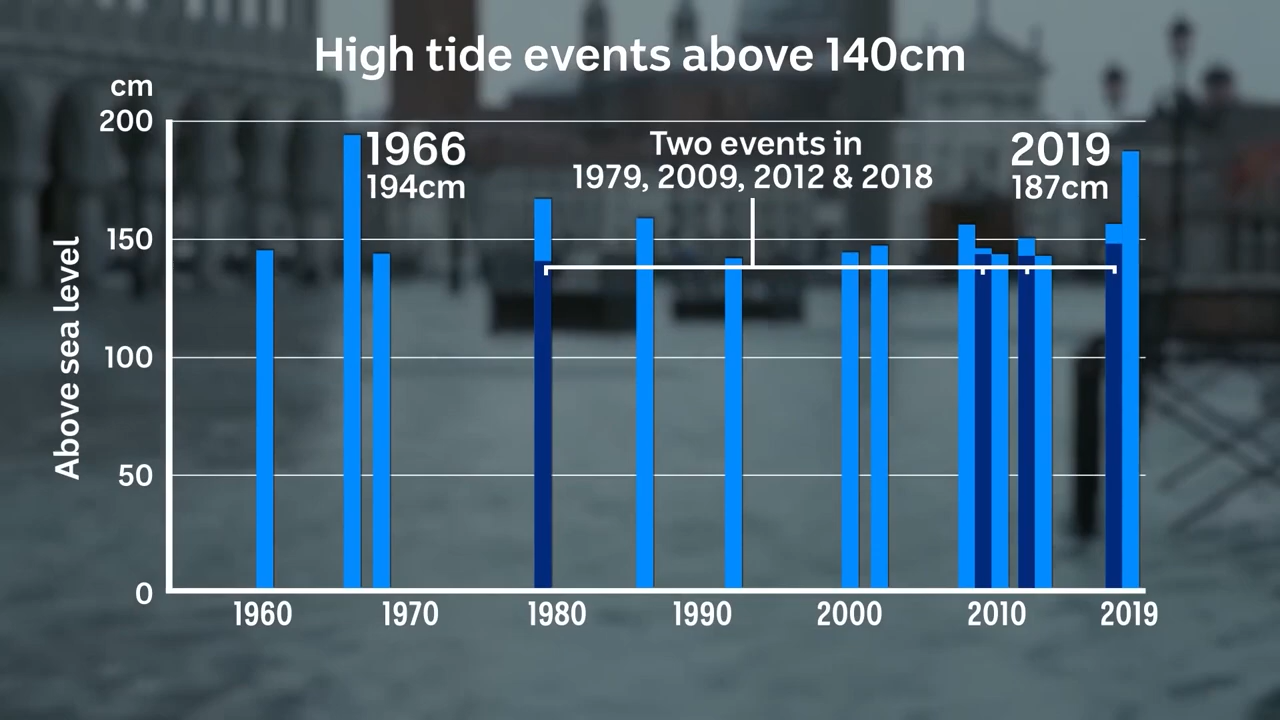 High tide events above 140cm
cm
200
150
100
50
0
Above sea level
1966
194cm
Two events in
1979, 2009, 2012 & 2018
2019
187cm
1960
1970
1980
1990
2000
2010
2019